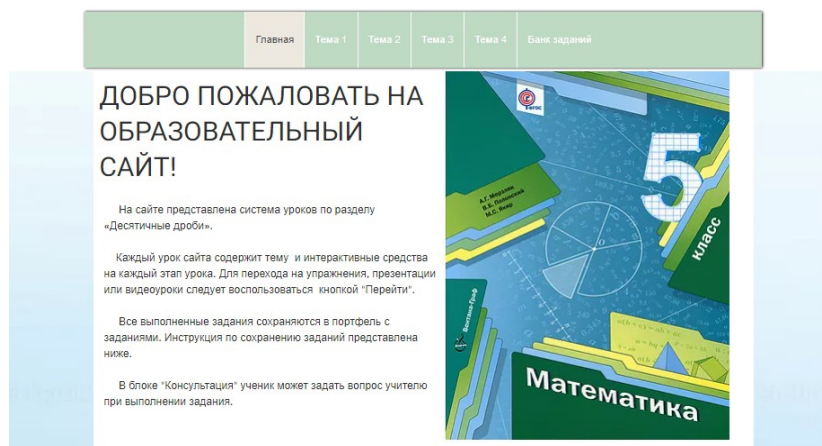 Главная Тема 1 Тема 2 Тема 3 Тема 4 Банк заданий
ДОБРО ПОЖАЛОВАТЬ НА
ОБРАЗОВАТЕЛЬНЫЙ
САЙТ!
На сайте представлена система уроков по разделу
«Десятичные дроби».
Каждый урок сайта содержит тему и интерактивные средства
на каждый этап урока. Для перехода на упражнения, презентации
или видеоуроки следует воспользоваться кнопкой "Перейти".
Все выполненные задания сохраняются в портфель с
заданиями. Инструкция по сохранению заданий представлена
ниже.
В блоке "Консультация" ученик может задать вопрос учителю
при выполнении задания.
ФГОС
А.Г. Мерзляк
В.Б. Полонский
М.С. Якир
5
класс
Вентана-Граф
Математика